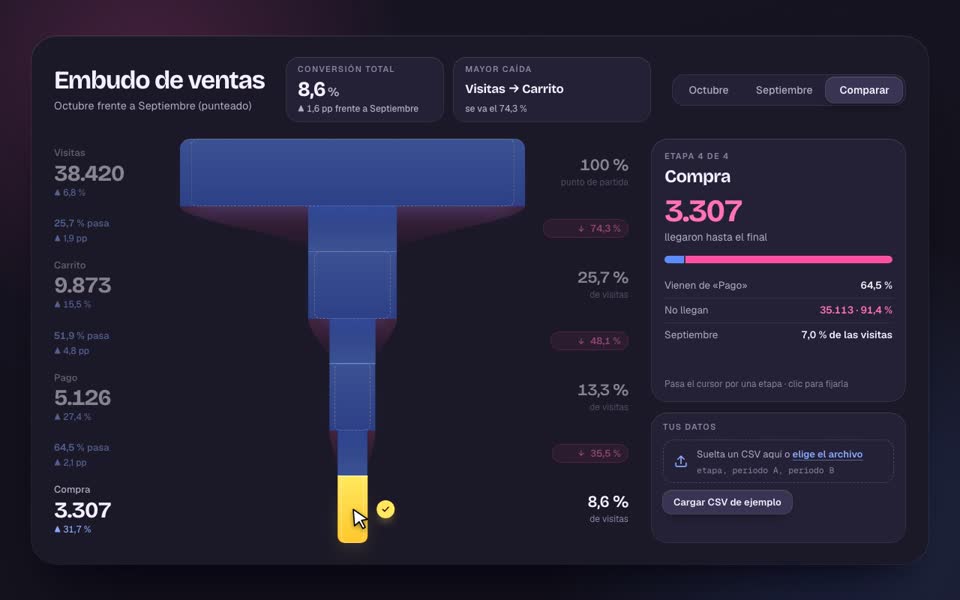 Embudo de ventas
Octubre frente a Septiembre (punteado)
CONVERSIÓN TOTAL
8,6 %
▲ 1,6 pp frente a Septiembre
MAYOR CAÍDA
Visitas → Carrito
se va el 74,3 %
Octubre
Septiembre
Comparar
Visitas
38.420
▲ 6,8 %
25,7 % pasa
▲ 1,9 pp
Carrito
9.873
▲ 15,5 %
51,9 % pasa
▲ 4,8 pp
Pago
5.126
▲ 27,4 %
64,5 % pasa
▲ 2,1 pp
Compra
3.307
▲ 31,7 %
100 %
punto de partida
↓ 74,3 %
25,7 %
de visitas
↓ 48,1 %
13,3 %
de visitas
↓ 35,5 %
8,6 %
de visitas
ETAPA 4 DE 4
Compra
3.307
llegaron hasta el final
Vienen de «Pago» 64,5 %
No llegan 35.113 · 91,4 %
Septiembre 7,0 % de las visitas
Pasa el cursor por una etapa · clic para fijarla
TUS DATOS
Suelta un CSV aquí o elige el archivo
etapa, periodo A, periodo B
Cargar CSV de ejemplo